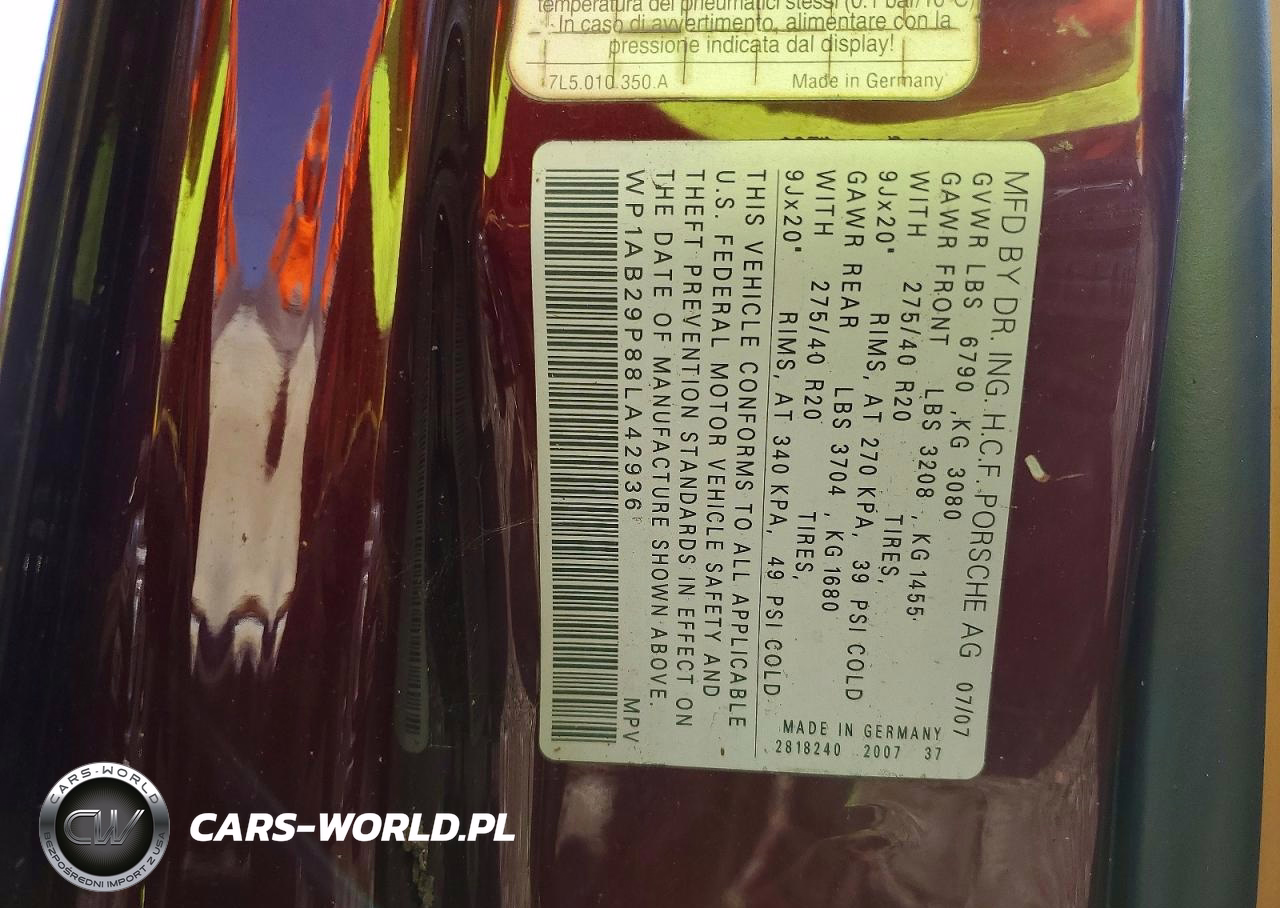 temperatura dei pneumatici stessi (0.1 bar/10°C)
- In caso di avvertimento, alimentare con la
pressione indicata dal display!
7L5.010.350.A Made in Germany
MFD BY DR. ING. H.C.F. PORSCHE AG 07/07
GVWR LBS 6790 ,KG 3080
GAWR FRONT LBS 3208 ,KG1455,
WITH 275/40 R20 TIRES,
9Jx20" RIMS, AT 270 KPA, 39 PSI COLD
GAWR REAR LBS 3704 ,KG1680
WITH 275/40 R20 TIRES,
9Jx20" RIMS, AT 340 KPA, 49 PSI COLD
MADE IN GERMANY
2818240 2007 37
THIS VEHICLE CONFORMS TO ALL APPLICABLE
U.S. FEDERAL MOTOR VEHICLE SAFETY AND
THEFT PREVENTION STANDARDS IN EFFECT ON
THE DATE OF MANUFACTURE SHOWN ABOVE.
WP1AB29P88LA42936 MPV
CARS-WORLD
CW
BEZPOŚREDNI IMPORT Z USA
CARS-WORLD.PL